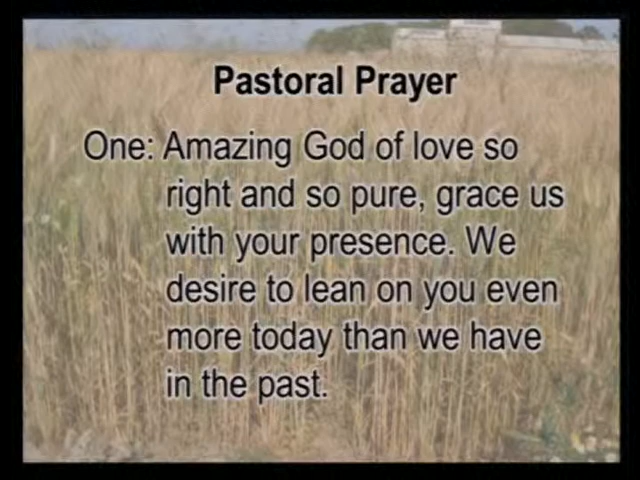 Pastoral Prayer
One: Amazing God of love so
right and so pure, grace us
with your presence. We
desire to lean on you even
more today than we have
in the past.